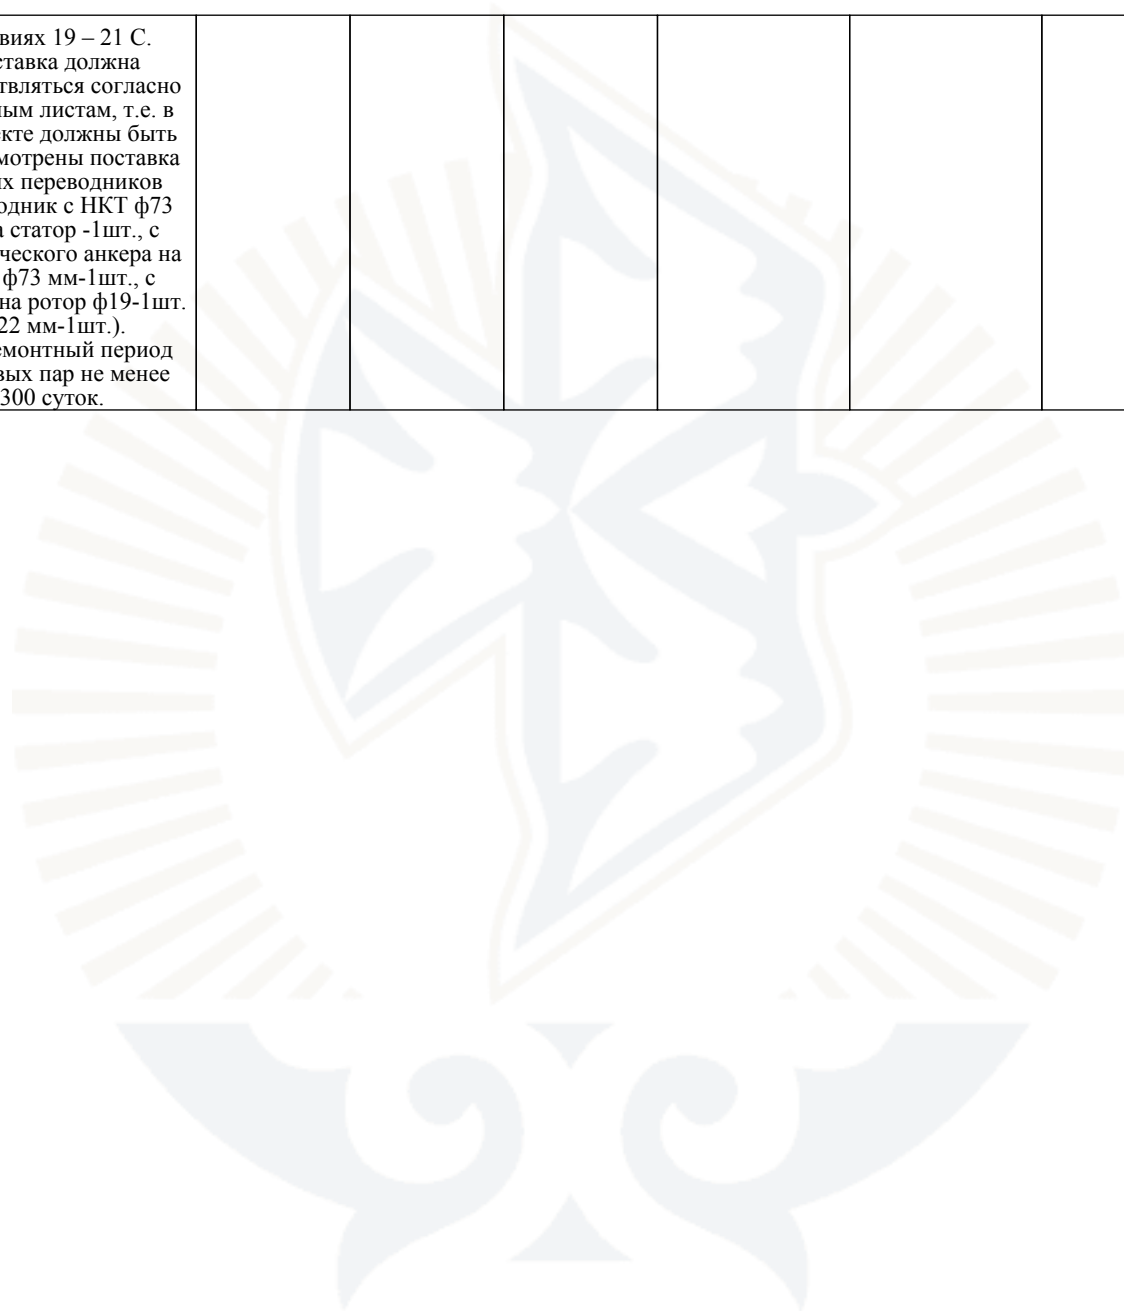 виях 19 – 21 С.
ставка должна
твляться согласно
ным листам, т.е. в
екте должны быть
мотрены поставка
их переводников
одник с НКТ ф73
а статор -1шт., с
ческого анкера на
ф73 мм-1шт., с
на ротор ф19-1шт.
22 мм-1шт.).
емонтный период
вых пар не менее
300 суток.